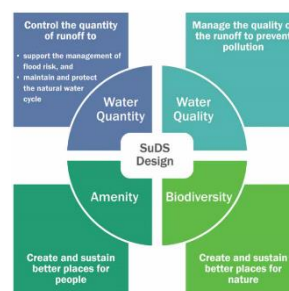 Control the quantity
of runoff to
• support the management of
flood risk, and
• maintain and protect
the natural water
cycle
Manage the quality of
the runoff to prevent
pollution
Water
Quantity
Water
Quality
SuDS
Design
Amenity
Biodiversity
Create and sustain
better places for
people
Create and sustain
better places for
nature